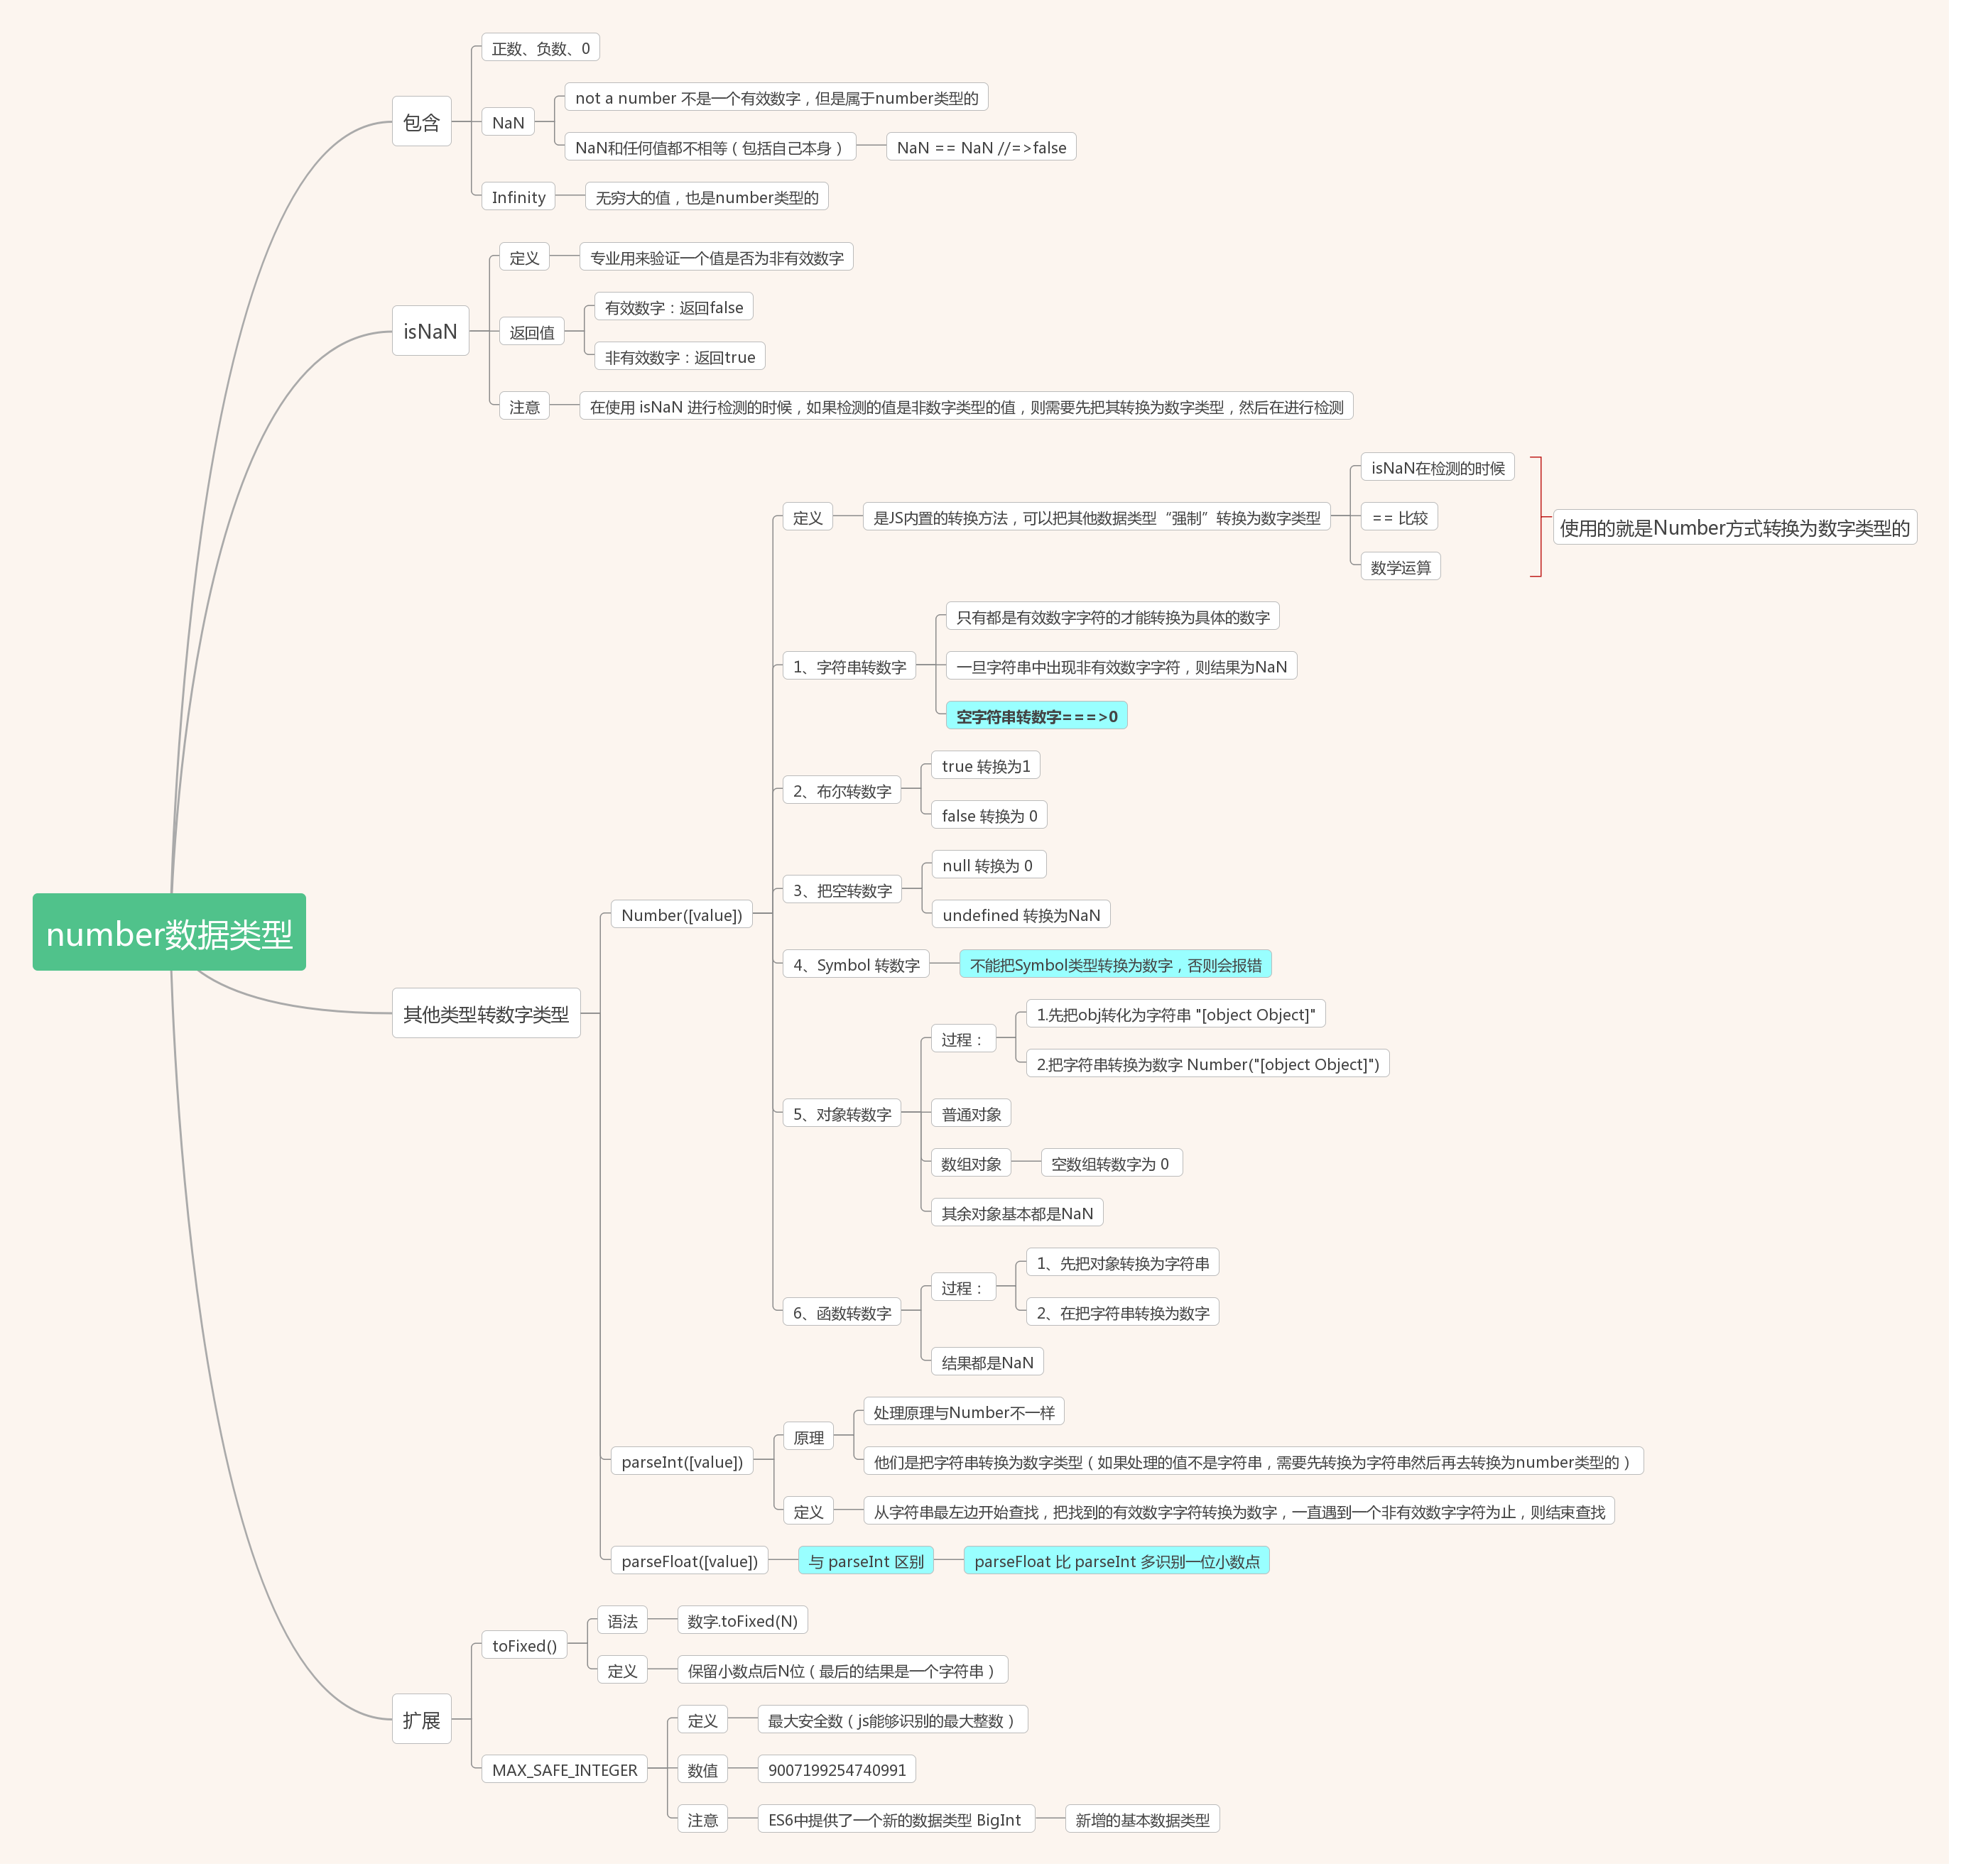 正数、负数、0
not a number 不是一个有效数字，但是属于number类型的
包含
NaN
NaN和任何值都不相等（包括自己本身）
NaN == NaN //=>false
Infinity
无穷大的值，也是number类型的
定义
专业用来验证一个值是否为非有效数字
有效数字：返回false
isNaN
返回值
非有效数字：返回true
注意
在使用 isNaN 进行检测的时候，如果检测的值是非数字类型的值，则需要先把其转换为数字类型，然后在进行检测
isNaN在检测的时候
定义
是JS内置的转换方法，可以把其他数据类型“强制”转换为数字类型
== 比较
使用的就是Number方式转换为数字类型的
数学运算
只有都是有效数字字符的才能转换为具体的数字
1、字符串转数字
一旦字符串中出现非有效数字字符，则结果为NaN
空字符串转数字===>0
true 转换为1
2、布尔转数字
false 转换为 0
null 转换为 0
3、把空转数字
Number([value])
undefined 转换为NaN
number数据类型
4、Symbol 转数字
不能把Symbol类型转换为数字，否则会报错
其他类型转数字类型
1.先把obj转化为字符串 "[object Object]"
过程：
2.把字符串转换为数字 Number("[object Object]")
5、对象转数字
普通对象
数组对象
空数组转数字为 0
其余对象基本都是NaN
1、先把对象转换为字符串
过程：
6、函数转数字
2、在把字符串转换为数字
结果都是NaN
处理原理与Number不一样
原理
parseInt([value])
他们是把字符串转换为数字类型（如果处理的值不是字符串，需要先转换为字符串然后再去转换为number类型的）
定义
从字符串最左边开始查找，把找到的有效数字字符转换为数字，一直遇到一个非有效数字字符为止，则结束查找
parseFloat([value])
与 parseInt 区别
parseFloat 比 parseInt 多识别一位小数点
语法
数字.toFixed(N)
toFixed()
定义
保留小数点后N位（最后的结果是一个字符串）
扩展
定义
最大安全数（js能够识别的最大整数）
MAX_SAFE_INTEGER
数值
9007199254740991
注意
ES6中提供了一个新的数据类型 BigInt
新增的基本数据类型